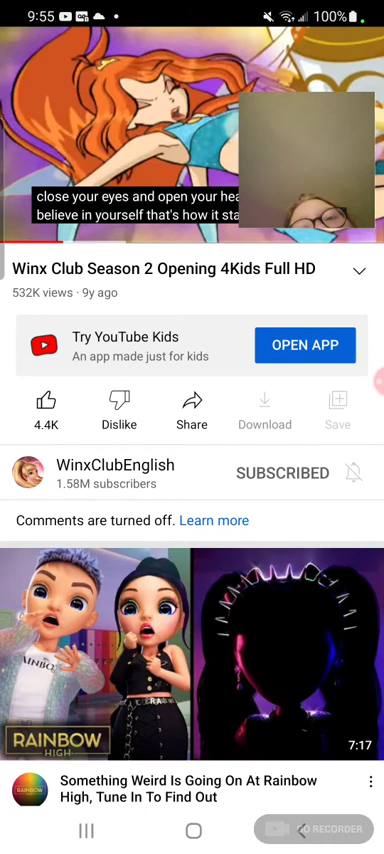 9:55
100%
close your eyes and open your hea
believe in yourself that's how it sta
Winx Club Season 2 Opening 4Kids Full HD
532K views · 9y ago
Try YouTube Kids
An app made just for kids
OPEN APP
4.4K
Dislike
Share
Download
Save
WinxClubEnglish
1.58M subscribers
SUBSCRIBED
Comments are turned off. Learn more
RAINBOW
HIGH
7:17
Something Weird Is Going On At Rainbow
High, Tune In To Find Out
RECORDER